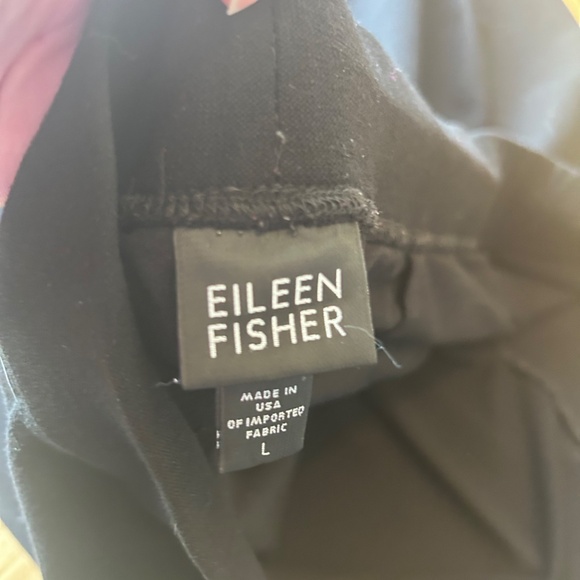 EILEEN
FISHER
MADE IN
USA
OF IMPORTED
FABRIC
L